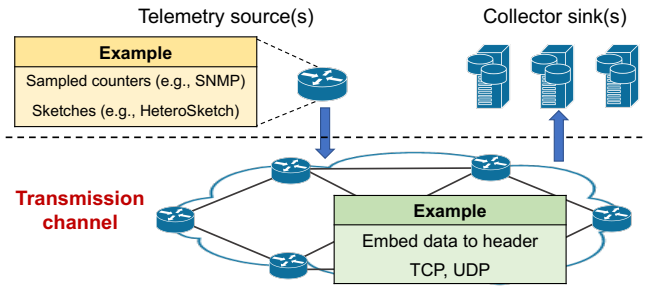 Telemetry source(s)
Collector sink(s)
Example
Sampled counters (e.g., SNMP)
Sketches (e.g., HeteroSketch)
Transmission
channel
Example
Embed data to header
TCP, UDP